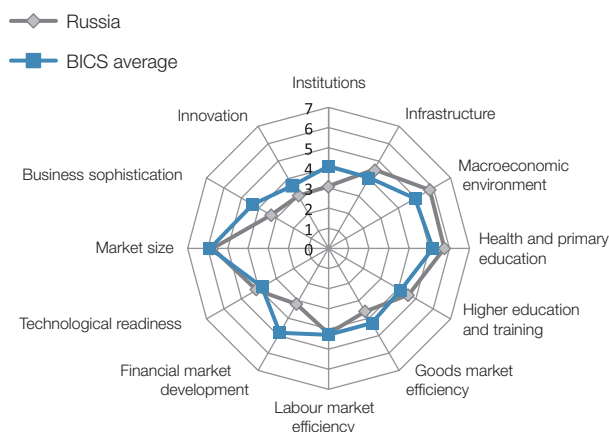 Russia
BICS average
Institutions
Infrastructure
Macroeconomic
environment
Health and primary
education
Higher education
and training
Goods market
efficiency
Labour market
efficiency
Financial market
development
Technological readiness
Market size
Business sophistication
Innovation
7
6
5
4
3
2
1
0